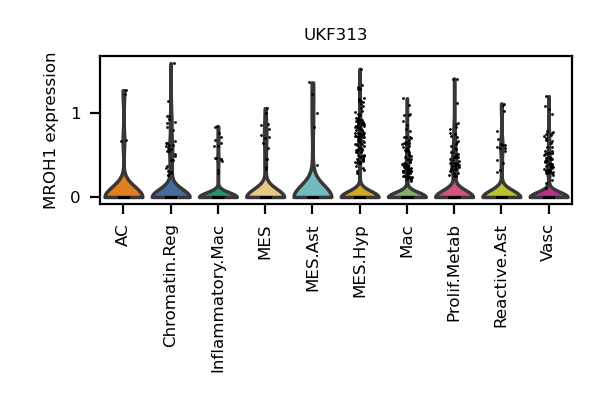 UKF313
MROH1 expression
1
0
AC
Chromatin.Reg
Inflammatory.Mac
MES
MES.Ast
MES.Hyp
Mac
Prolif.Metab
Reactive.Ast
Vasc